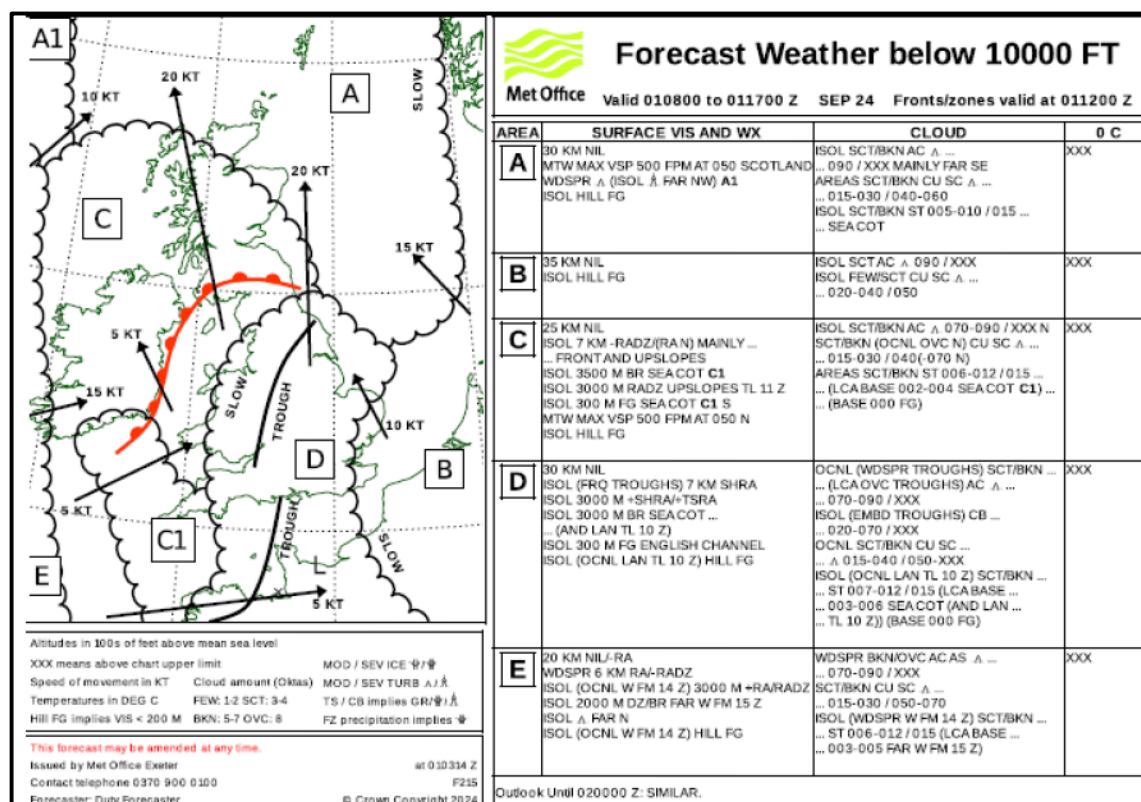 A1
20 KT
A
SLOW
10 KT
20 KT
C
15 KT
5 KT
15 KT
SLOW
TROUGH
10 KT
D
B
5 KT
C1
TROUGH
SLOW
E
L
X
5 KT
Altitudes in 100s of feet above mean sea level
XXX means above chart upper limit MOD / SEV ICE
Speed of movement in KT Cloud amount (Oktas) MOD / SEV TURB
Temperatures in DEG C FEW: 1-2 SCT: 3-4 TS / CB implies GR/
Hill FG implies VIS < 200 M BKN: 5-7 OVC: 8 FZ precipitation implies
This forecast may be amended at any time.
Issued by Met Office Exeter at 010314 Z
Contact telephone 0370 900 0100 F215
Forecaster: Duty Forecaster © Crown Copyright 2024
Met Office
Forecast Weather below 10000 FT
Valid 010800 to 011700 Z SEP 24 Fronts/zones valid at 011200 Z
AREA SURFACE VIS AND WX CLOUD 0 C
A
30 KM NIL
MTW MAX VSP 500 FPM AT 050 SCOTLAND
WDSPR ∧ (ISOL FAR NW) A1
ISOL HILL FG
ISOL SCT/BKN AC ∧ ...
... 090 / XXX MAINLY FAR SE
AREAS SCT/BKN CU SC ∧ ...
... 015-030 / 040-060
ISOL SCT/BKN ST 005-010 / 015 ...
... SEA COT
XXX
B
35 KM NIL
ISOL HILL FG
ISOL SCT AC ∧ 090 / XXX
ISOL FEW/SCT CU SC ∧ ...
... 020-040 / 050
XXX
C
25 KM NIL
ISOL 7 KM -RADZ/(RA N) MAINLY ...
... FRONT AND UPSLOPES
ISOL 3500 M BR SEA COT C1
ISOL 3000 M RADZ UPSLOPES TL 11 Z
ISOL 300 M FG SEA COT C1 S
MTW MAX VSP 500 FPM AT 050 N
ISOL HILL FG
ISOL SCT/BKN AC ∧ 070-090 / XXX N
SCT/BKN (OCNL OVC N) CU SC ∧ ...
... 015-030 / 040(-070 N)
AREAS SCT/BKN ST 006-012 / 015 ...
... (LCA BASE 002-004 SEA COT C1) ...
... (BASE 000 FG)
XXX
D
30 KM NIL
ISOL (FRQ TROUGHS) 7 KM SHRA
ISOL 3000 M +SHRA/+TSRA
ISOL 3000 M BR SEA COT ...
... (AND LAN TL 10 Z)
ISOL 300 M FG ENGLISH CHANNEL
ISOL (OCNL LAN TL 10 Z) HILL FG
OCNL (WDSPR TROUGHS) SCT/BKN ...
... (LCA OVC TROUGHS) AC ∧ ...
... 070-090 / XXX
ISOL (EMBD TROUGHS) CB ...
... 020-070 / XXX
OCNL SCT/BKN CU SC ...
... ∧ 015-040 / 050-XXX
ISOL (OCNL LAN TL 10 Z) SCT/BKN ...
... ST 007-012 / 015 (LCA BASE ...
... 003-006 SEA COT (AND LAN ...
... TL 10 Z)) (BASE 000 FG)
XXX
E
20 KM NIL/-RA
WDSPR 6 KM RA/-RADZ
ISOL (OCNL W FM 14 Z) 3000 M +RA/RADZ
ISOL 2000 M DZ/BR FAR W FM 15 Z
ISOL ∧ FAR N
ISOL (OCNL W FM 14 Z) HILL FG
WDSPR BKN/OVC AC AS ∧ ...
... 070-090 / XXX
SCT/BKN CU SC ∧ ...
... 015-030 / 050-070
ISOL (WDSPR W FM 14 Z) SCT/BKN ...
... ST 006-012 / 015 (LCA BASE ...
... 003-005 FAR W FM 15 Z)
XXX
Outlook Until 020000 Z: SIMILAR.